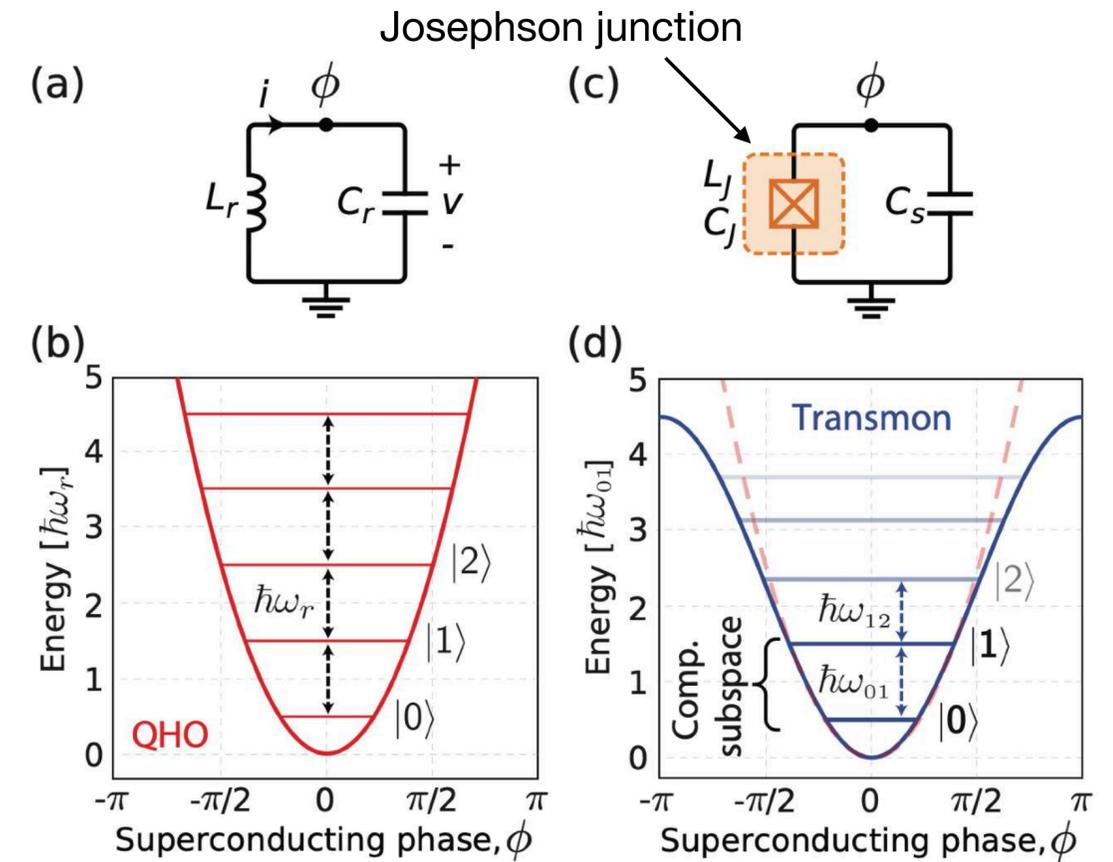 Josephson junction
(a)
i ϕ
L_r
C_r
+
v
-
(c)
ϕ
L_J
C_J
C_s
(b)
5
4
3
2
1
0
Energy [ħω_r]
|2⟩
ħω_r
|1⟩
|0⟩
QHO
-π -π/2 0 π/2 π
Superconducting phase, ϕ
(d)
5
4
3
2
1
0
Energy [ħω_01]
Transmon
|2⟩
ħω_12
|1⟩
ħω_01
|0⟩
Comp.
subspace
-π -π/2 0 π/2 π
Superconducting phase, ϕ